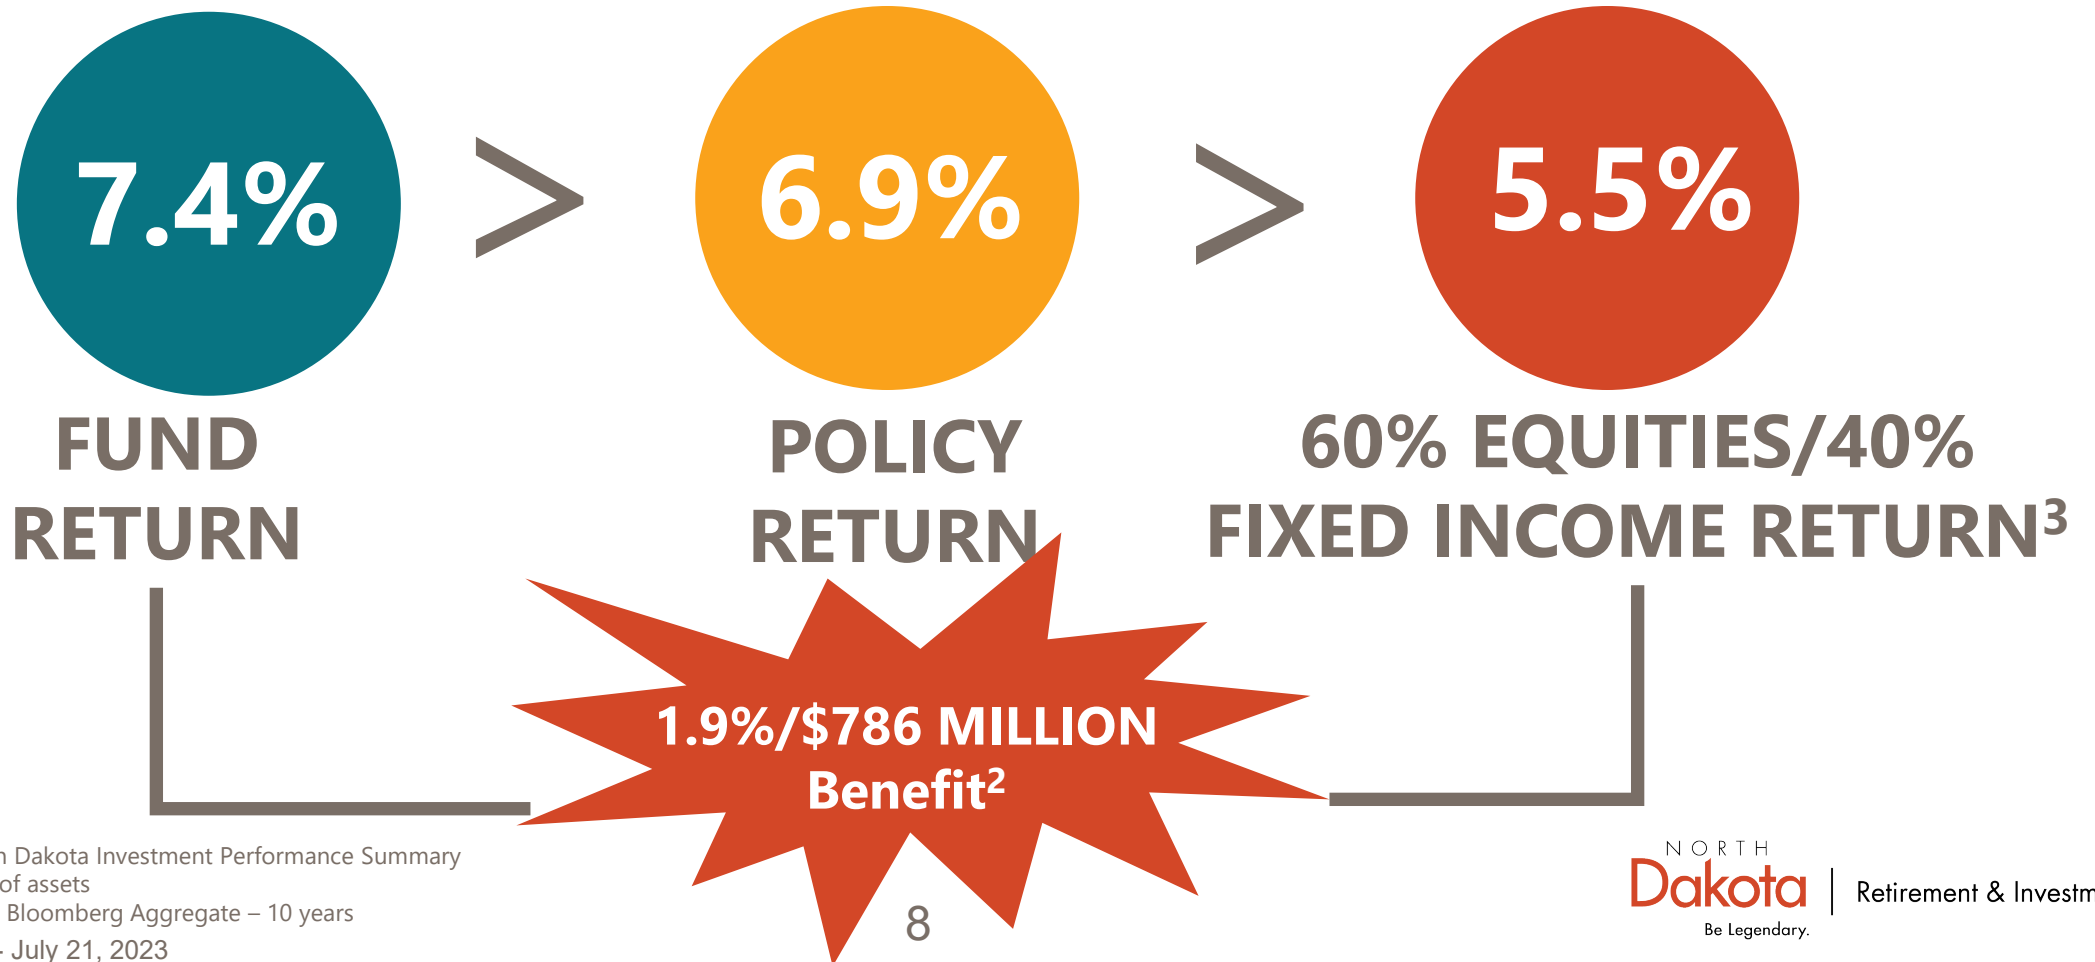 7.4%
>
6.9%
>
5.5%
FUND
RETURN
POLICY
RETURN
60% EQUITIES/40%
FIXED INCOME RETURN³
1.9%/$786 MILLION
Benefit²
Dakota Investment Performance Summary
of assets
Bloomberg Aggregate – 10 years
- July 21, 2023
8
NORTH
Dakota
Be Legendary.
Retirement &